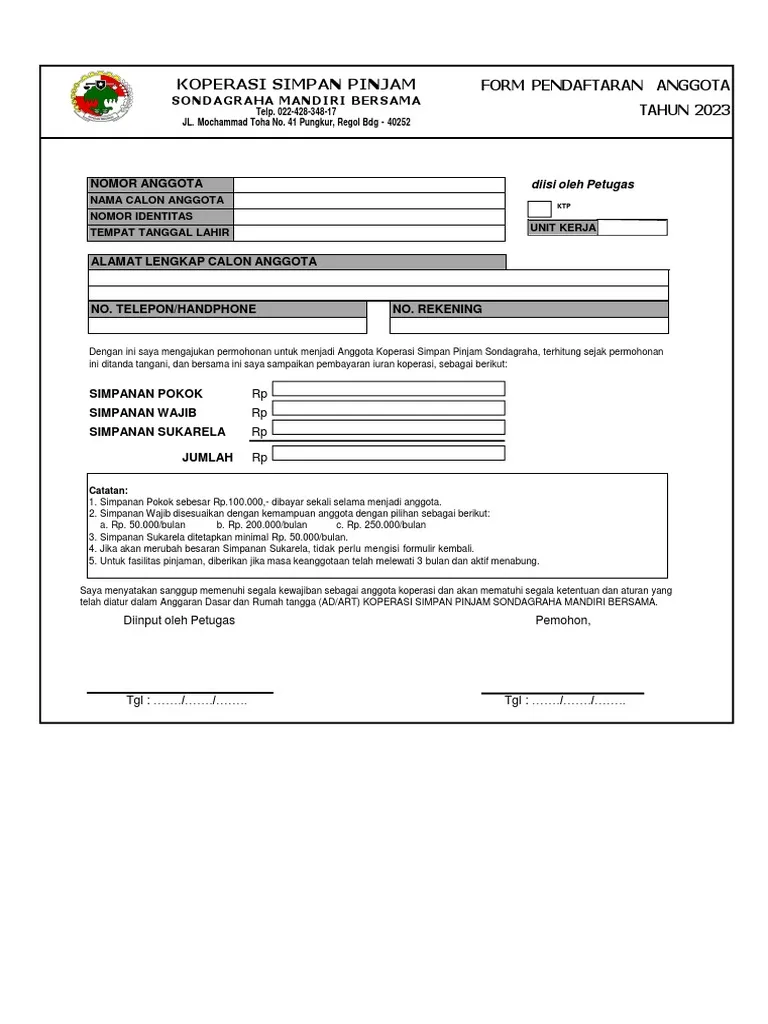 KOPERASI SIMPAN PINJAM
SONDAGRAHA MANDIRI BERSAMA
Telp. 022-428-348-17
JL. Mochammad Toha No. 41 Pungkur, Regol Bdg - 40252
FORM PENDAFTARAN ANGGOTA
TAHUN 2023
NOMOR ANGGOTA
diisi oleh Petugas
NAMA CALON ANGGOTA
NOMOR IDENTITAS
KTP
TEMPAT TANGGAL LAHIR
UNIT KERJA
ALAMAT LENGKAP CALON ANGGOTA
NO. TELEPON/HANDPHONE
NO. REKENING
Dengan ini saya mengajukan permohonan untuk menjadi Anggota Koperasi Simpan Pinjam Sondagraha, terhitung sejak permohonan
ini ditanda tangani, dan bersama ini saya sampaikan pembayaran iuran koperasi, sebagai berikut:
SIMPANAN POKOK Rp
SIMPANAN WAJIB Rp
SIMPANAN SUKARELA Rp
JUMLAH Rp
Catatan:
1. Simpanan Pokok sebesar Rp.100.000,- dibayar sekali selama menjadi anggota.
2. Simpanan Wajib disesuaikan dengan kemampuan anggota dengan pilihan sebagai berikut:
a. Rp. 50.000/bulan b. Rp. 200.000/bulan c. Rp. 250.000/bulan
3. Simpanan Sukarela ditetapkan minimal Rp. 50.000/bulan.
4. Jika akan merubah besaran Simpanan Sukarela, tidak perlu mengisi formulir kembali.
5. Untuk fasilitas pinjaman, diberikan jika masa keanggotaan telah melewati 3 bulan dan aktif menabung.
Saya menyatakan sanggup memenuhi segala kewajiban sebagai anggota koperasi dan akan mematuhi segala ketentuan dan aturan yang
telah diatur dalam Anggaran Dasar dan Rumah tangga (AD/ART) KOPERASI SIMPAN PINJAM SONDAGRAHA MANDIRI BERSAMA.
Diinput oleh Petugas Pemohon,
Tgl : ……./……./…….. Tgl : ……./……./……..